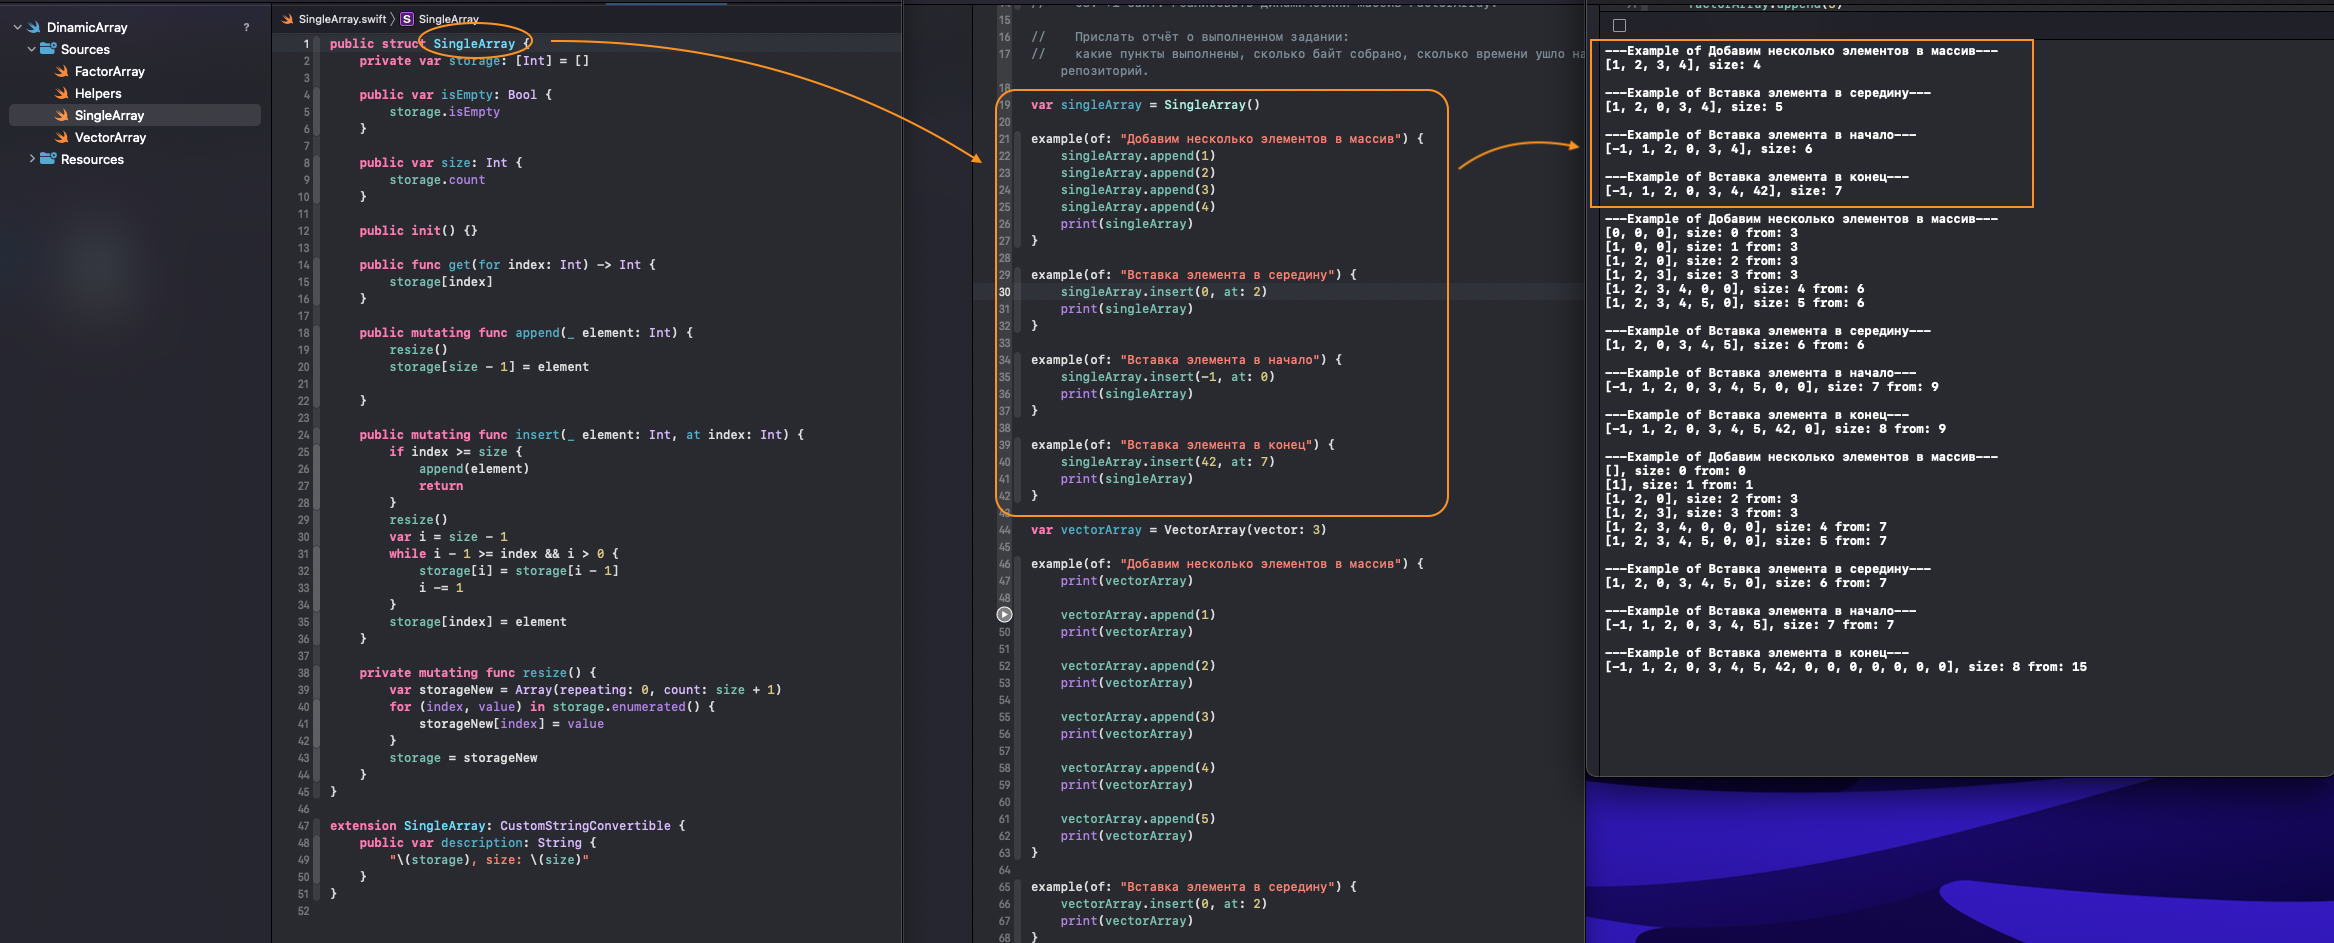 DinamicArray
?
Sources
FactorArray
Helpers
SingleArray
VectorArray
Resources
SingleArray.swift 〉 S SingleArray
1 public struct SingleArray {
2 private var storage: [Int] = []
3
4 public var isEmpty: Bool {
5 storage.isEmpty
6 }
7
8 public var size: Int {
9 storage.count
10 }
11
12 public init() {}
13
14 public func get(for index: Int) -> Int {
15 storage[index]
16 }
17
18 public mutating func append(_ element: Int) {
19 resize()
20 storage[size - 1] = element
21
22 }
23
24 public mutating func insert(_ element: Int, at index: Int) {
25 if index >= size {
26 append(element)
27 return
28 }
29 resize()
30 var i = size - 1
31 while i - 1 >= index && i > 0 {
32 storage[i] = storage[i - 1]
33 i -= 1
34 }
35 storage[index] = element
36 }
37
38 private mutating func resize() {
39 var storageNew = Array(repeating: 0, count: size + 1)
40 for (index, value) in storage.enumerated() {
41 storageNew[index] = value
42 }
43 storage = storageNew
44 }
45 }
46
47 extension SingleArray: CustomStringConvertible {
48 public var description: String {
49 "\(storage), size: \(size)"
50 }
51 }
52
15
16 // Прислать отчёт о выполненном задании:
17 // какие пункты выполнены, сколько байт собрано, сколько времени ушло на
репозиторий.
18
19 var singleArray = SingleArray()
20
21 example(of: "Добавим несколько элементов в массив") {
22 singleArray.append(1)
23 singleArray.append(2)
24 singleArray.append(3)
25 singleArray.append(4)
26 print(singleArray)
27 }
28
29 example(of: "Вставка элемента в середину") {
30 singleArray.insert(0, at: 2)
31 print(singleArray)
32 }
33
34 example(of: "Вставка элемента в начало") {
35 singleArray.insert(-1, at: 0)
36 print(singleArray)
37 }
38
39 example(of: "Вставка элемента в конец") {
40 singleArray.insert(42, at: 7)
41 print(singleArray)
42 }
43
44 var vectorArray = VectorArray(vector: 3)
45
46 example(of: "Добавим несколько элементов в массив") {
47 print(vectorArray)
48
vectorArray.append(1)
50 print(vectorArray)
51
52 vectorArray.append(2)
53 print(vectorArray)
54
55 vectorArray.append(3)
56 print(vectorArray)
57
58 vectorArray.append(4)
59 print(vectorArray)
60
61 vectorArray.append(5)
62 print(vectorArray)
63 }
64
65 example(of: "Вставка элемента в середину") {
66 vectorArray.insert(0, at: 2)
67 print(vectorArray)
68 }
---Example of Добавим несколько элементов в массив---
[1, 2, 3, 4], size: 4
---Example of Вставка элемента в середину---
[1, 2, 0, 3, 4], size: 5
---Example of Вставка элемента в начало---
[-1, 1, 2, 0, 3, 4], size: 6
---Example of Вставка элемента в конец---
[-1, 1, 2, 0, 3, 4, 42], size: 7
---Example of Добавим несколько элементов в массив---
[0, 0, 0], size: 0 from: 3
[1, 0, 0], size: 1 from: 3
[1, 2, 0], size: 2 from: 3
[1, 2, 3], size: 3 from: 3
[1, 2, 3, 4, 0, 0], size: 4 from: 6
[1, 2, 3, 4, 5, 0], size: 5 from: 6
---Example of Вставка элемента в середину---
[1, 2, 0, 3, 4, 5], size: 6 from: 6
---Example of Вставка элемента в начало---
[-1, 1, 2, 0, 3, 4, 5, 0, 0], size: 7 from: 9
---Example of Вставка элемента в конец---
[-1, 1, 2, 0, 3, 4, 5, 42, 0], size: 8 from: 9
---Example of Добавим несколько элементов в массив---
[], size: 0 from: 0
[1], size: 1 from: 1
[1, 2, 0], size: 2 from: 3
[1, 2, 3], size: 3 from: 3
[1, 2, 3, 4, 0, 0, 0], size: 4 from: 7
[1, 2, 3, 4, 5, 0, 0], size: 5 from: 7
---Example of Вставка элемента в середину---
[1, 2, 0, 3, 4, 5, 0], size: 6 from: 7
---Example of Вставка элемента в начало---
[-1, 1, 2, 0, 3, 4, 5], size: 7 from: 7
---Example of Вставка элемента в конец---
[-1, 1, 2, 0, 3, 4, 5, 42, 0, 0, 0, 0, 0, 0, 0], size: 8 from: 15